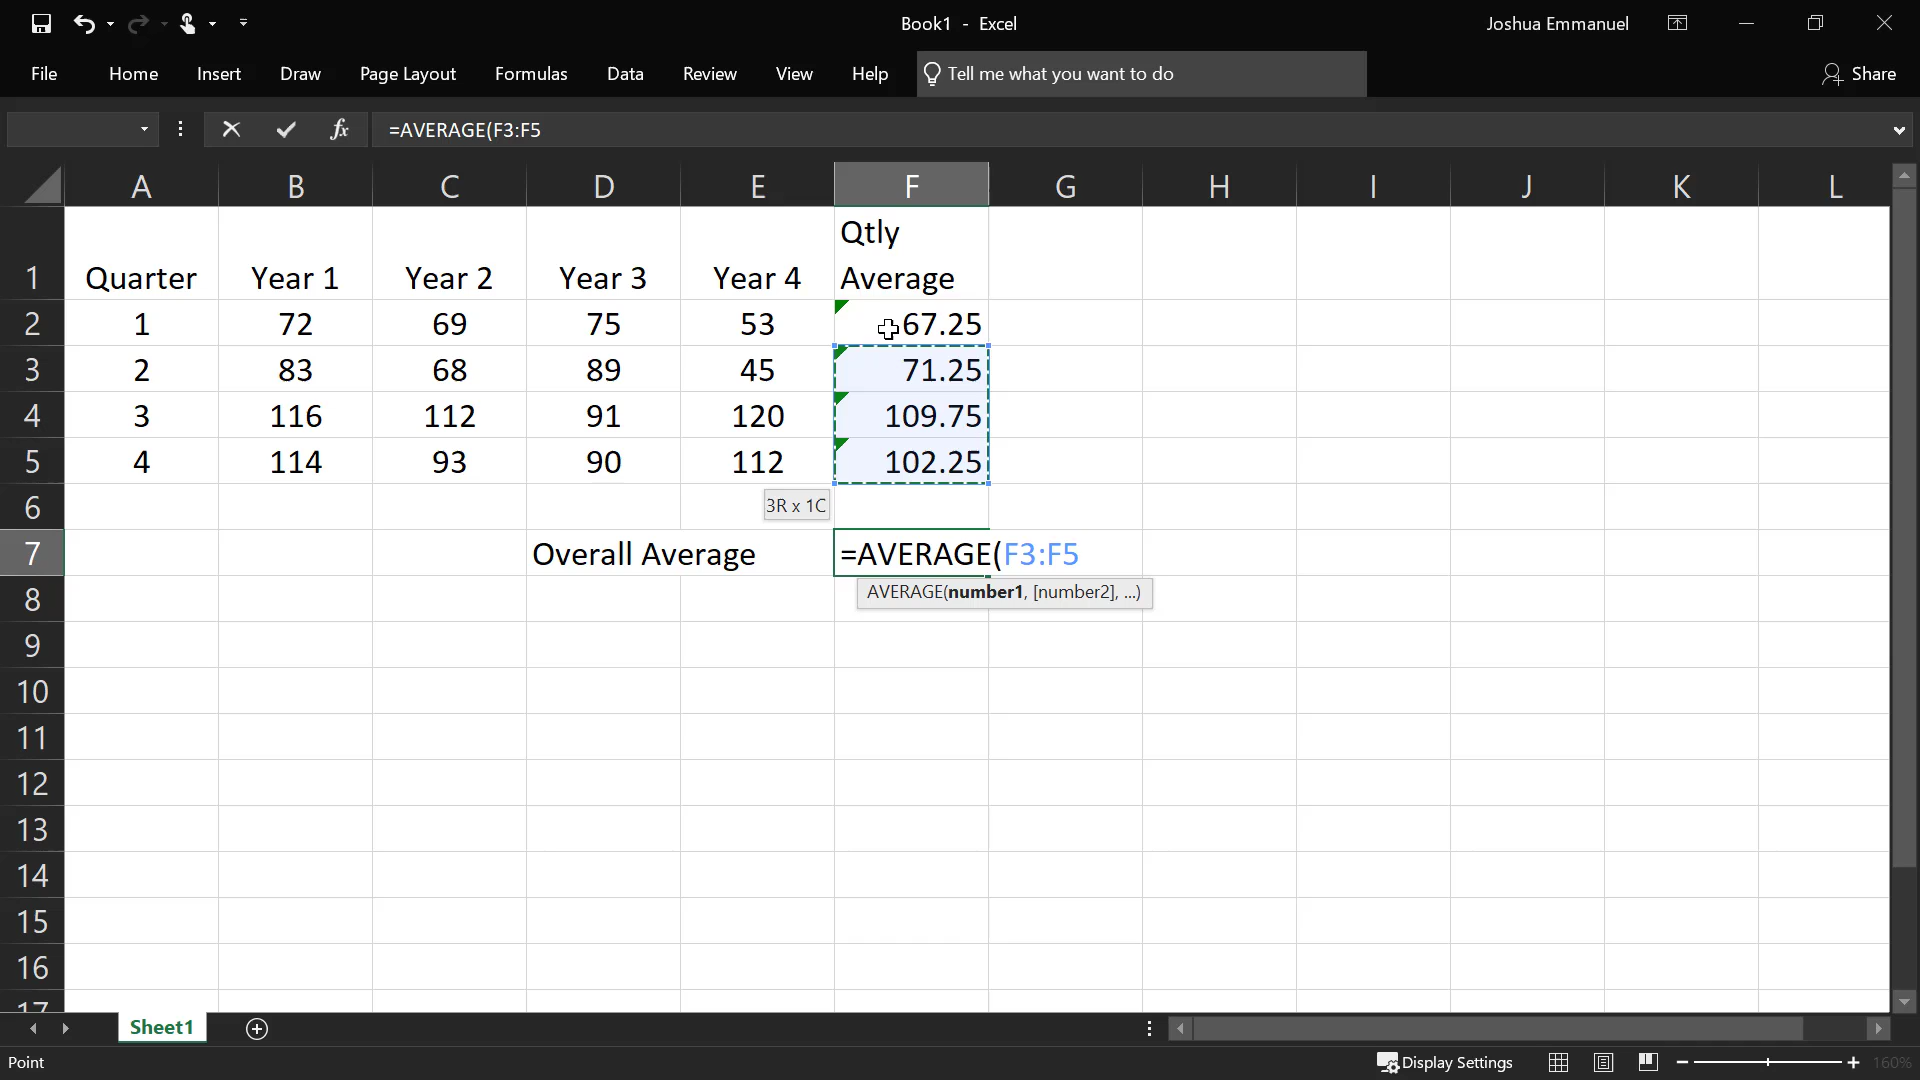 Book1 - Excel
Joshua Emmanuel
File Home Insert Draw Page Layout Formulas Data Review View Help Tell me what you want to do Share
fx =AVERAGE(F3:F5
A B C D E F G H I J K L
Qtly
1 Quarter Year 1 Year 2 Year 3 Year 4 Average
2 1 72 69 75 53 67.25
3 2 83 68 89 45 71.25
4 3 116 112 91 120 109.75
5 4 114 93 90 112 102.25
6 3R x 1C
7 Overall Average =AVERAGE(F3:F5
8 AVERAGE(number1, [number2], ...)
9
10
11
12
13
14
15
16
17
Sheet1
Point Display Settings 160%